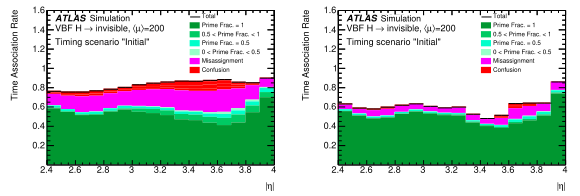 Time Association Rate
1.6
1.4
1.2
1
0.8
0.6
0.4
0.2
ATLAS Simulation
VBF H → invisible, ⟨μ⟩=200
Timing scenario "Initial"
Total
Prime Frac. = 1
0.5 < Prime Frac. < 1
Prime Frac. = 0.5
0 < Prime Frac. < 0.5
Misassignment
Confusion
2.4 2.6 2.8 3 3.2 3.4 3.6 3.8 4
|η|
Time Association Rate
1.6
1.4
1.2
1
0.8
0.6
0.4
0.2
ATLAS Simulation
VBF H → invisible, ⟨μ⟩=200
Timing scenario "Initial"
Total
Prime Frac. = 1
0.5 < Prime Frac. < 1
Prime Frac. = 0.5
0 < Prime Frac. < 0.5
Misassignment
Confusion
2.4 2.6 2.8 3 3.2 3.4 3.6 3.8 4
|η|